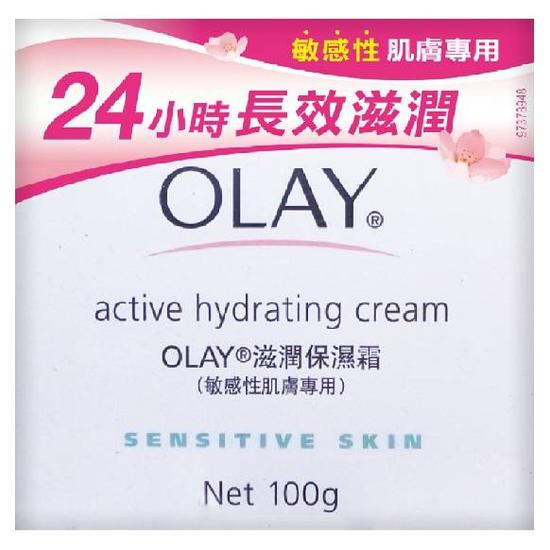 敏感性 肌膚專用
24小時長效滋潤
97373948
OLAY®
active hydrating cream
OLAY®滋潤保濕霜
(敏感性肌膚專用)
SENSITIVE SKIN
Net 100g